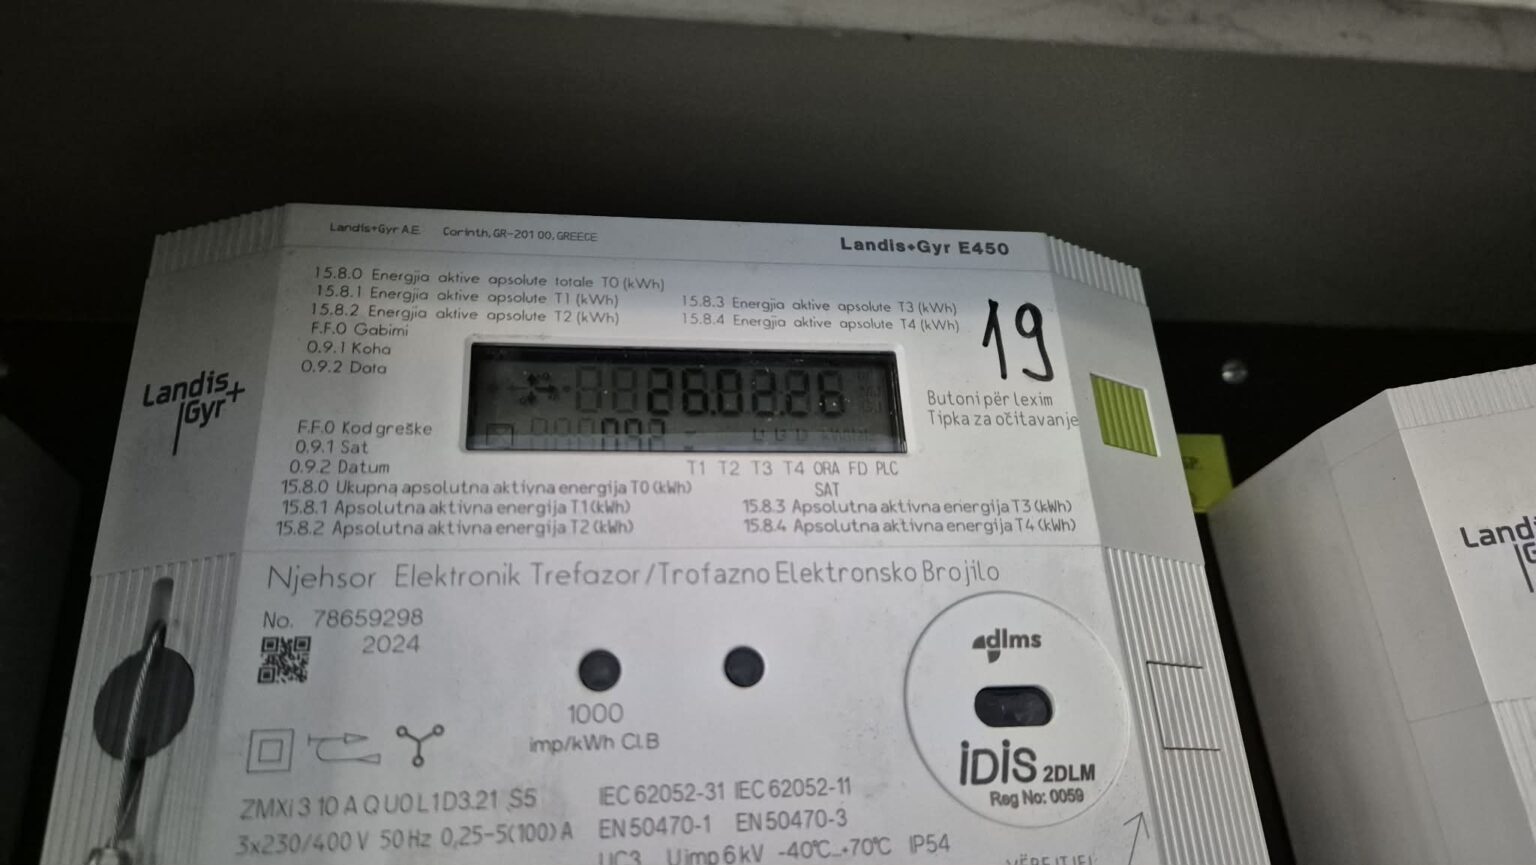 Landis+Gyr A.E. Corinth, GR-201 00, GREECE
Landis+Gyr E450
15.8.0 Energjia aktive apsolute totale T0 (kWh)
15.8.1 Energjia aktive apsolute T1 (kWh)
15.8.2 Energjia aktive apsolute T2 (kWh)
15.8.3 Energjia aktive apsolute T3 (kWh)
15.8.4 Energjia aktive apsolute T4 (kWh)
F.F.0 Gabimi
0.9.1 Koha
0.9.2 Data
19
Landis+
Gyr
26.02.26
092
Butoni për lexim
Tipka za očitavanje
F.F.0 Kod greške
0.9.1 Sat
0.9.2 Datum
T1 T2 T3 T4 ORA FD PLC
SAT
15.8.0 Ukupna apsolutna aktivna energija T0 (kWh)
15.8.1 Apsolutna aktivna energija T1 (kWh)
15.8.2 Apsolutna aktivna energija T2 (kWh)
15.8.3 Apsolutna aktivna energija T3 (kWh)
15.8.4 Apsolutna aktivna energija T4 (kWh)
Njehsor Elektronik Trefazor/Trofazno Elektronsko Brojilo
No. 78659298
2024
1000
imp/kWh Cl.B
dlms
iDiS 2DLM
Reg No: 0059
ZMXi310AQU0L1D3.21 S5
3x230/400 V 50 Hz 0,25-5(100) A
IEC 62052-31 IEC 62052-11
EN 50470-1 EN 50470-3
UC3 Uimp 6 kV -40°C...+70°C IP54